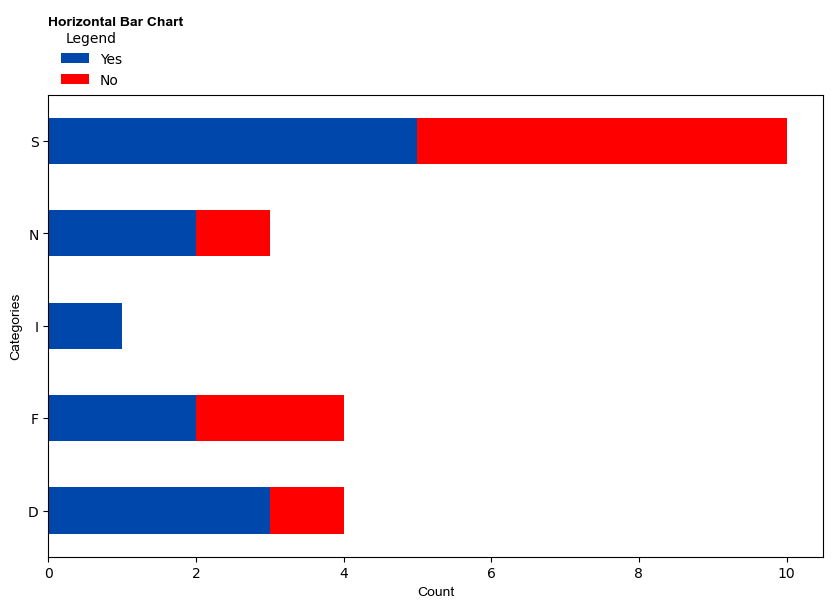 Horizontal Bar Chart
Legend
Yes
No
S
N
I
F
D
Categories
0 2 4 6 8 10
Count